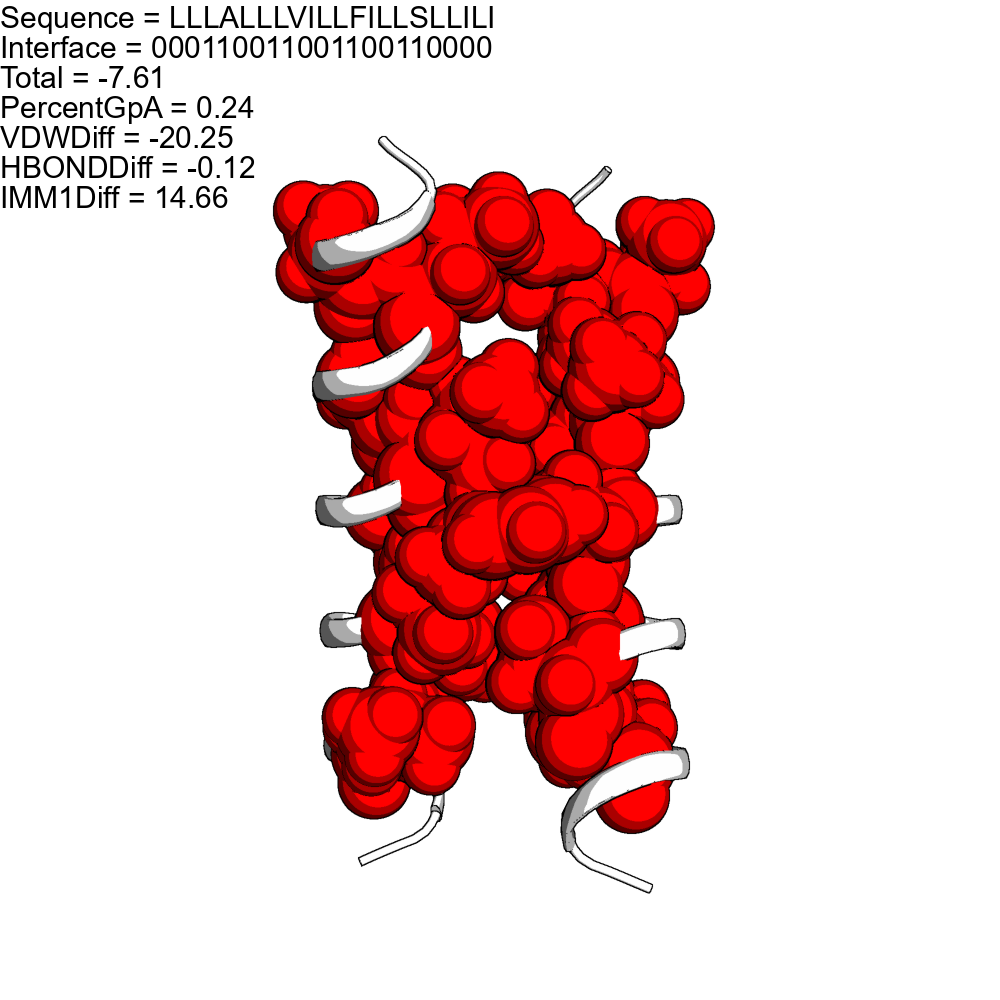 Sequence = LLLALLLVILLFILLSLLILI
Interface = 000110011001100110000
Total = -7.61
PercentGpA = 0.24
VDWDiff = -20.25
HBONDDiff = -0.12
IMM1Diff = 14.66